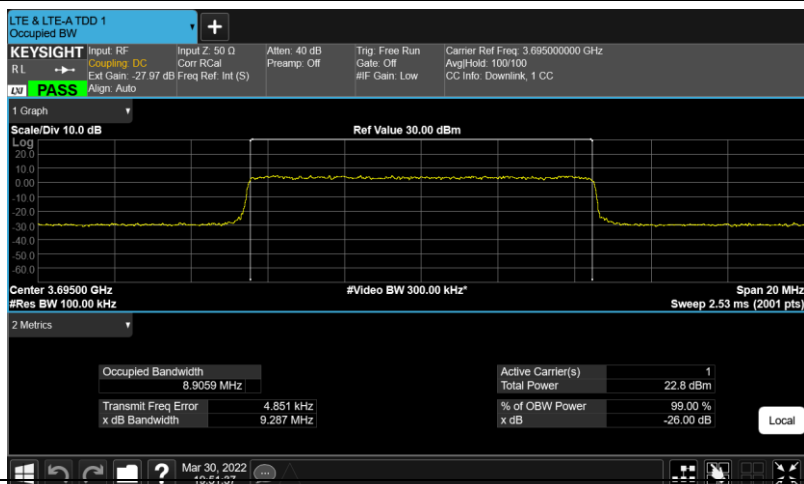 LTE & LTE-A TDD 1
Occupied BW
KEYSIGHT
R L
LXI PASS
Input: RF
Coupling: DC
Ext Gain: -27.97 dB
Align: Auto
Input Z: 50 Ω
Corr RCal
Freq Ref: Int (S)
Atten: 40 dB
Preamp: Off
Trig: Free Run
Gate: Off
#IF Gain: Low
Carrier Ref Freq: 3.695000000 GHz
Avg|Hold: 100/100
CC Info: Downlink, 1 CC
1 Graph
Scale/Div 10.0 dB
Ref Value 30.00 dBm
Log
20.0
10.0
0.00
-10.0
-20.0
-30.0
-40.0
-50.0
-60.0
Center 3.69500 GHz
#Video BW 300.00 kHz*
Span 20 MHz
#Res BW 100.00 kHz
Sweep 2.53 ms (2001 pts)
2 Metrics
Occupied Bandwidth
8.9059 MHz
Transmit Freq Error 4.851 kHz
x dB Bandwidth 9.287 MHz
Active Carrier(s) 1
Total Power 22.8 dBm
% of OBW Power 99.00 %
x dB -26.00 dB
Local
?
Mar 30, 2022